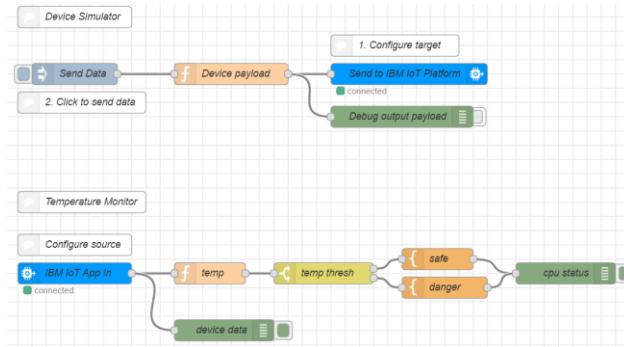 Device Simulator
1. Configure target
Send Data
Device payload
Send to IBM IoT Platform
connected
2. Click to send data
Debug output payload
Temperature Monitor
Configure source
safe
IBM IoT App In
temp
temp thresh
cpu status
danger
connected
device data